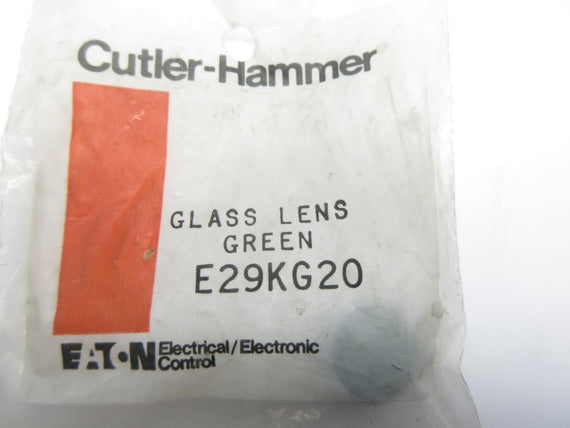 Cutler-Hammer
GLASS LENS
GREEN
E29KG20
EATON Electrical/Electronic
Control